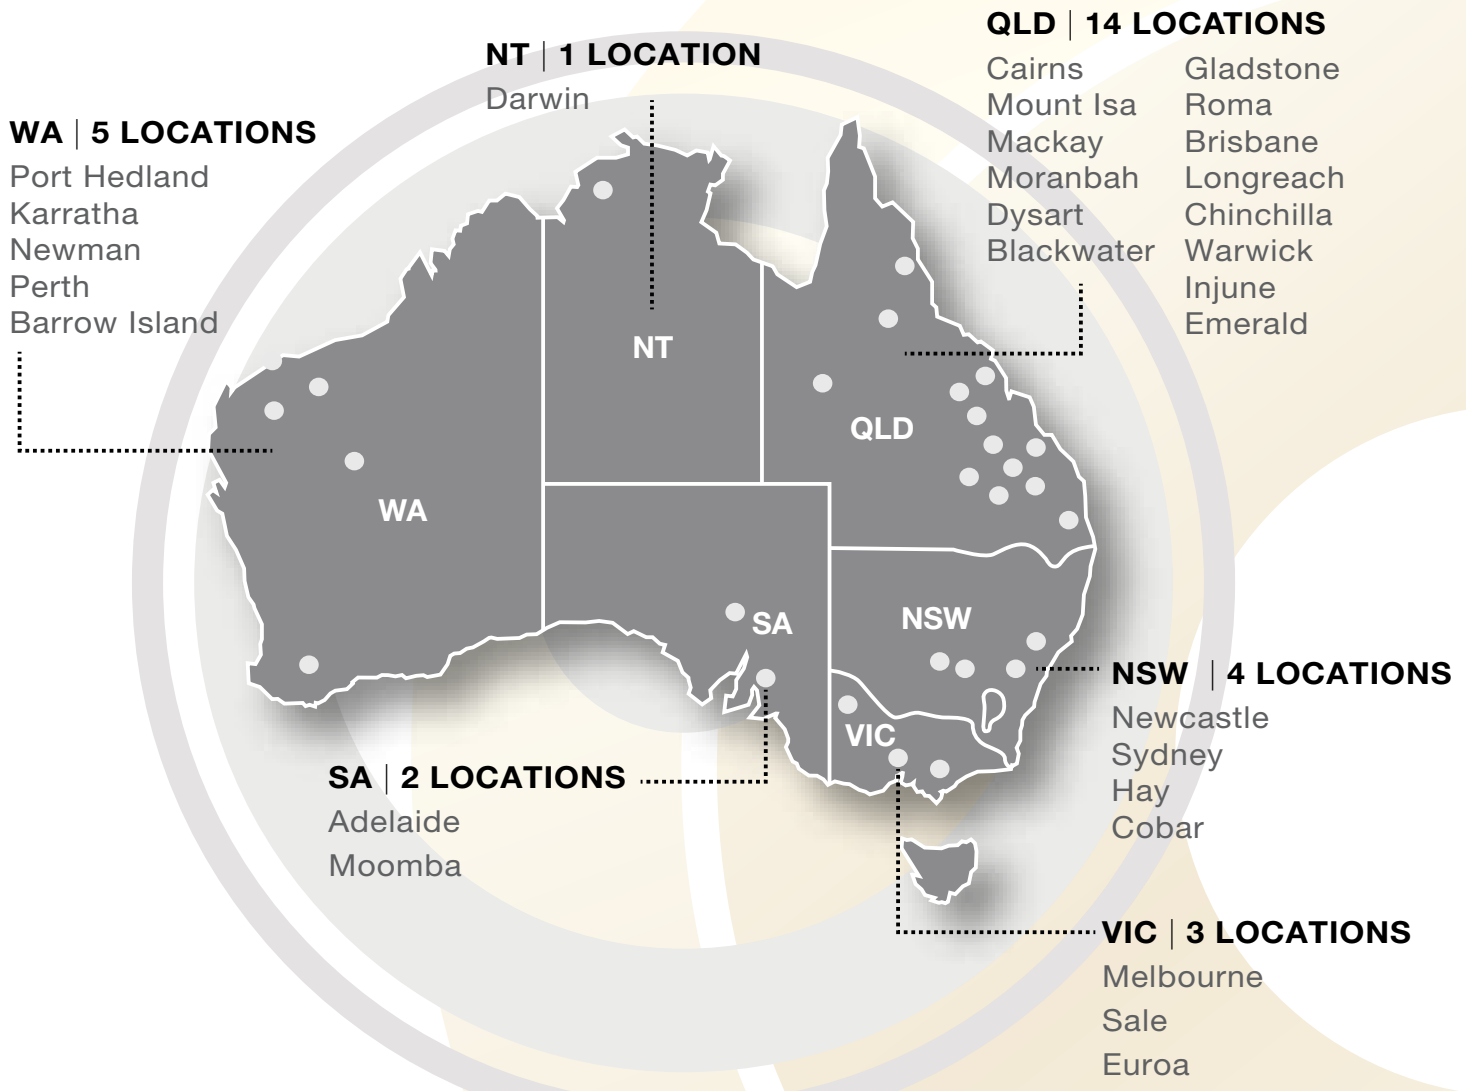 QLD | 14 LOCATIONS
Cairns
Mount Isa
Mackay
Moranbah
Dysart
Blackwater
Gladstone
Roma
Brisbane
Longreach
Chinchilla
Warwick
Injune
Emerald
NT | 1 LOCATION
Darwin
WA | 5 LOCATIONS
Port Hedland
Karratha
Newman
Perth
Barrow Island
NT
QLD
WA
SA
NSW
VIC
NSW | 4 LOCATIONS
Newcastle
Sydney
Hay
Cobar
SA | 2 LOCATIONS
Adelaide
Moomba
VIC | 3 LOCATIONS
Melbourne
Sale
Euroa